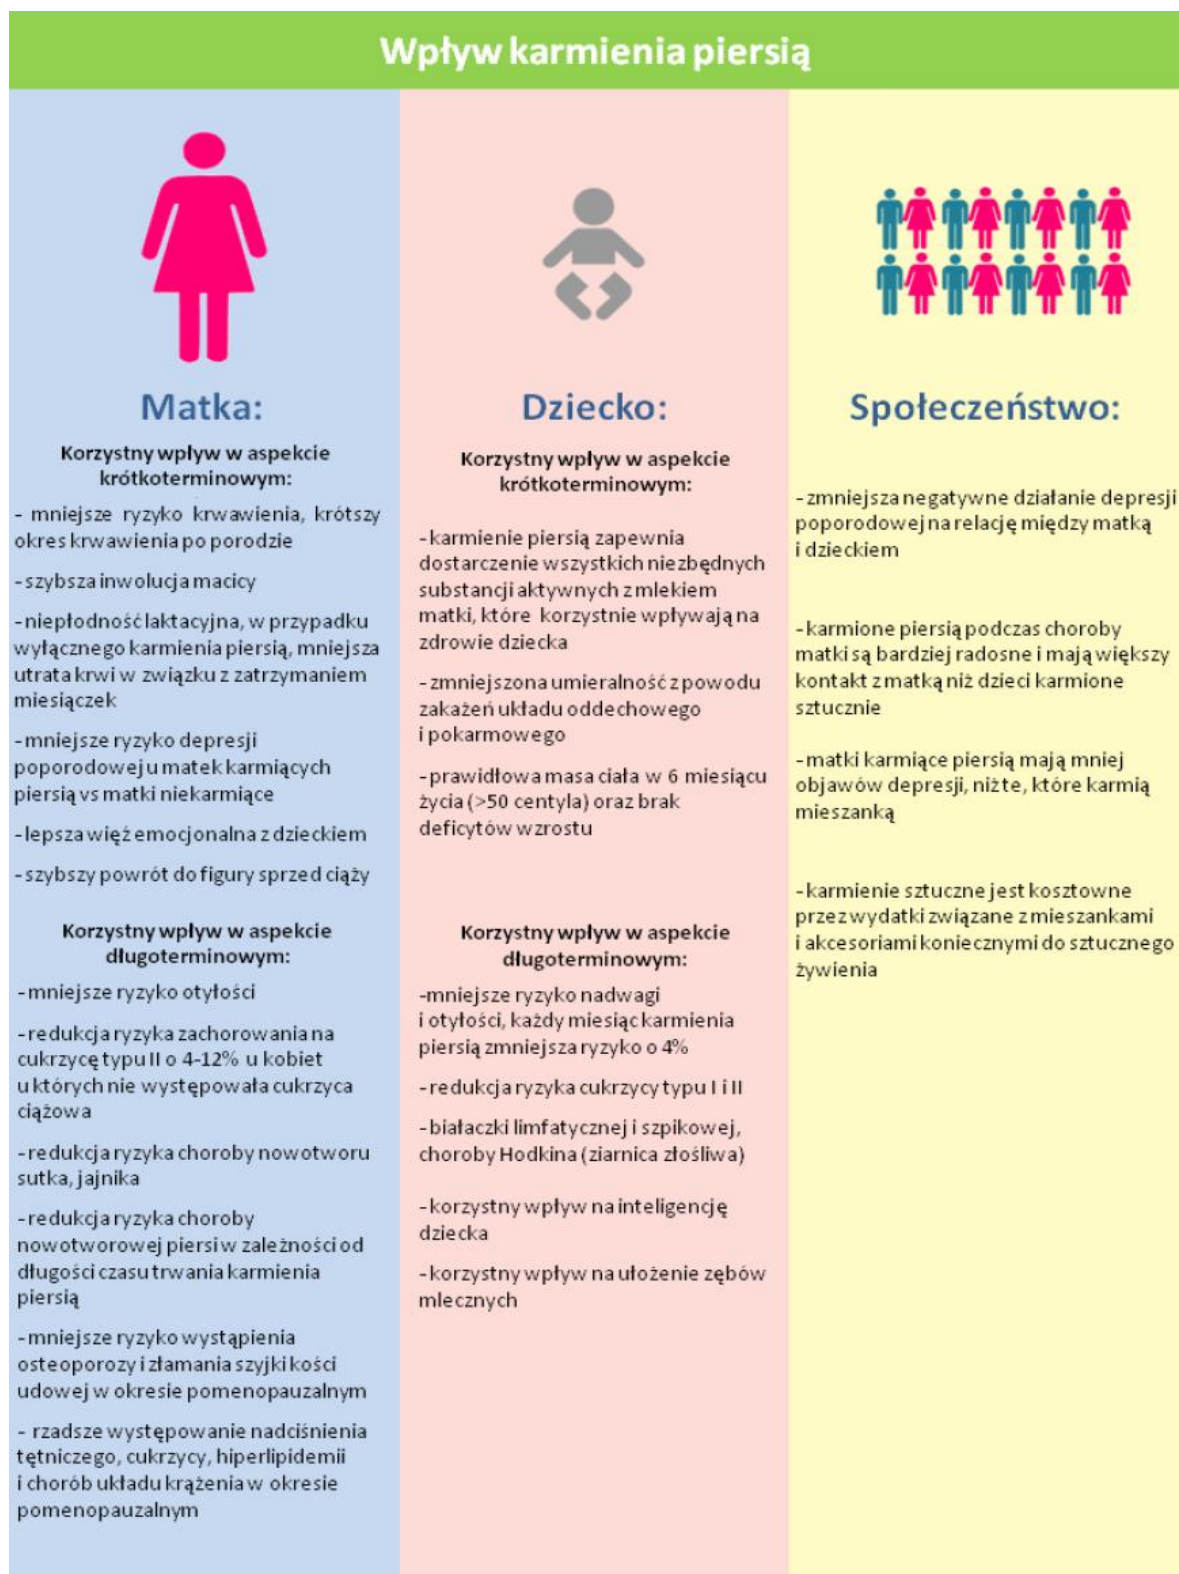 Wpływ karmienia piersią
Matka:
Korzystny wpływ w aspekcie
krótkoterminowym:
- mniejsze ryzyko krwawienia, krótszy
okres krwawienia po porodzie
- szybsza inwolucja macicy
- niepłodność laktacyjna, w przypadku
wyłącznego karmienia piersią, mniejsza
utrata krwi w związku z zatrzymaniem
miesiączek
- mniejsze ryzyko depresji
poporodowej u matek karmiących
piersią vs matki niekarmiące
- lepsza więź emocjonalna z dzieckiem
- szybszy powrót do figury sprzed ciąży
Korzystny wpływ w aspekcie
długoterminowym:
- mniejsze ryzyko otyłości
- redukcja ryzyka zachorowania na
cukrzycę typu II o 4-12% u kobiet
u których nie występowała cukrzyca
ciążowa
- redukcja ryzyka choroby nowotworu
sutka, jajnika
- redukcja ryzyka choroby
nowotworowej piersi w zależności od
długości czasu trwania karmienia
piersią
- mniejsze ryzyko wystąpienia
osteoporozy i złamania szyjki kości
udowej w okresie pomenopauzalnym
- rzadsze występowanie nadciśnienia
tętniczego, cukrzycy, hiperlipidemii
i chorób układu krążenia w okresie
pomenopauzalnym
Dziecko:
Korzystny wpływ w aspekcie
krótkoterminowym:
- karmienie piersią zapewnia
dostarczenie wszystkich niezbędnych
substancji aktywnych z mlekiem
matki, które korzystnie wpływają na
zdrowie dziecka
- zmniejszona umieralność z powodu
zakażeń układu oddechowego
i pokarmowego
- prawidłowa masa ciała w 6 miesiącu
życia (>50 centyla) oraz brak
deficytów wzrostu
Korzystny wpływ w aspekcie
długoterminowym:
-mniejsze ryzyko nadwagi
i otyłości, każdy miesiąc karmienia
piersią zmniejsza ryzyko o 4%
- redukcja ryzyka cukrzycy typu I i II
- białaczki limfatycznej i szpikowej,
choroby Hodkina (ziarnica złośliwa)
- korzystny wpływ na inteligencję
dziecka
- korzystny wpływ na ułożenie zębów
mlecznych
Społeczeństwo:
- zmniejsza negatywne działanie depresji
poporodowej na relację między matką
i dzieckiem
- karmione piersią podczas choroby
matki są bardziej radosne i mają większy
kontakt z matką niż dzieci karmione
sztucznie
- matki karmiące piersią mają mniej
objawów depresji, niż te, które karmią
mieszanką
- karmienie sztuczne jest kosztowne
przez wydatki związane z mieszankami
i akcesoriami koniecznymi do sztucznego
żywienia